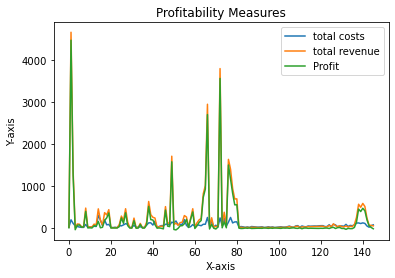 Profitability Measures
total costs
total revenue
Profit
Y-axis
4000
3000
2000
1000
0
0 20 40 60 80 100 120 140
X-axis